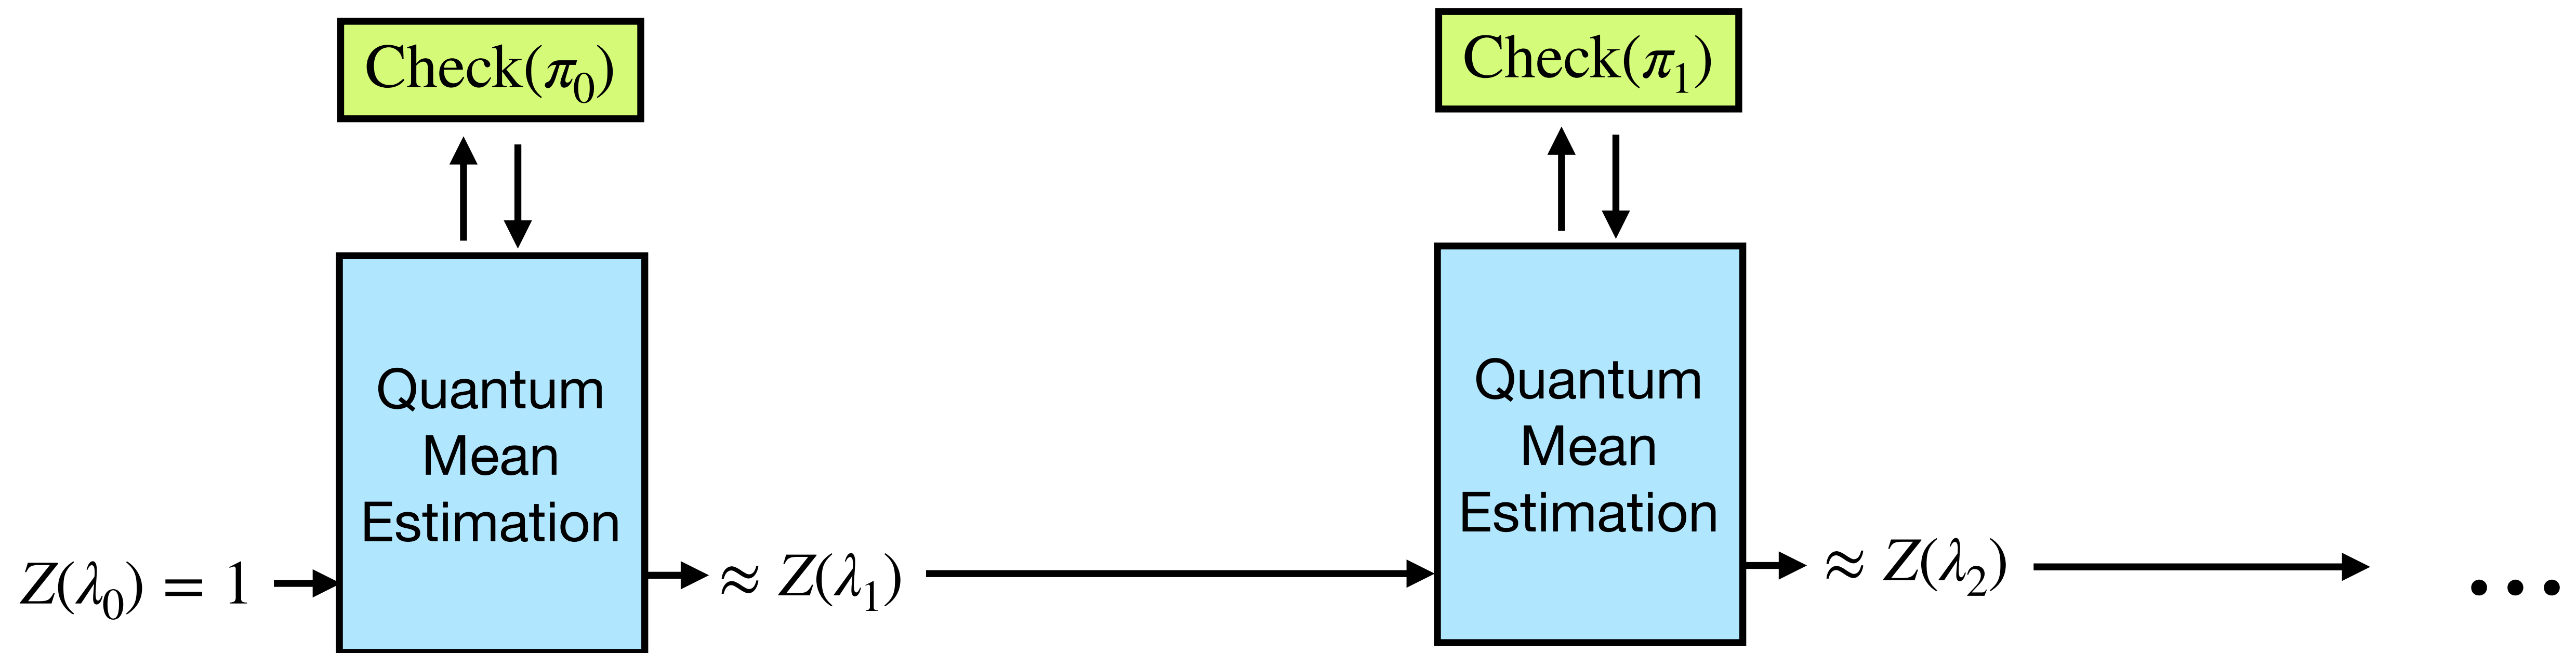 Check(π₀)
Check(π₁)
Quantum
Mean
Estimation
Quantum
Mean
Estimation
Z(λ₀) = 1
≈ Z(λ₁)
≈ Z(λ₂)
•••